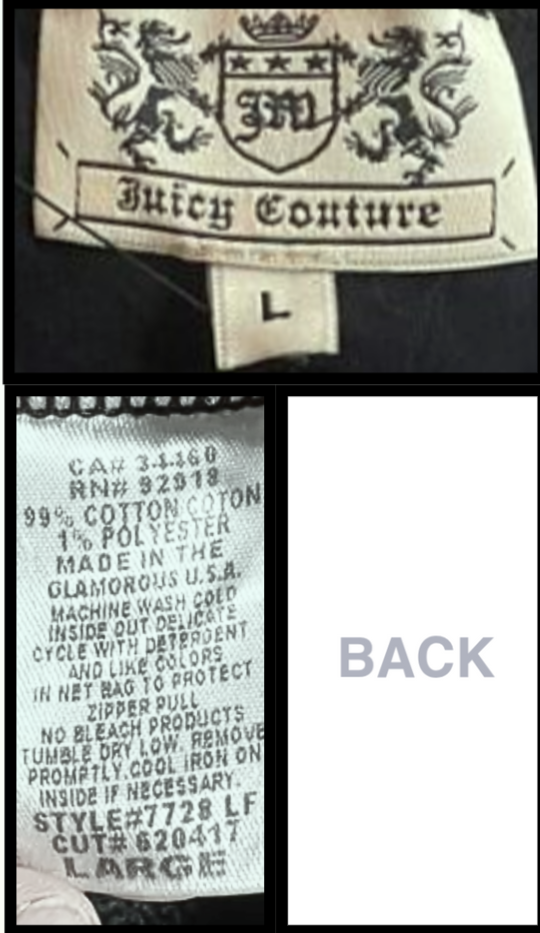 JM
Juicy Couture
L
CA# 34160
RN# 92918
99% COTTON COTON
1% POLYESTER
MADE IN THE
GLAMOROUS U.S.A.
MACHINE WASH COLD
INSIDE OUT DELICATE
CYCLE WITH DETERGENT
AND LIKE COLORS
IN NET BAG TO PROTECT
ZIPPER PULL
NO BLEACH PRODUCTS
TUMBLE DRY LOW. REMOVE
PROMPTLY.COOL IRON ON
INSIDE IF NECESSARY.
STYLE#7728 LF
CUT# 620417
LARGE
BACK